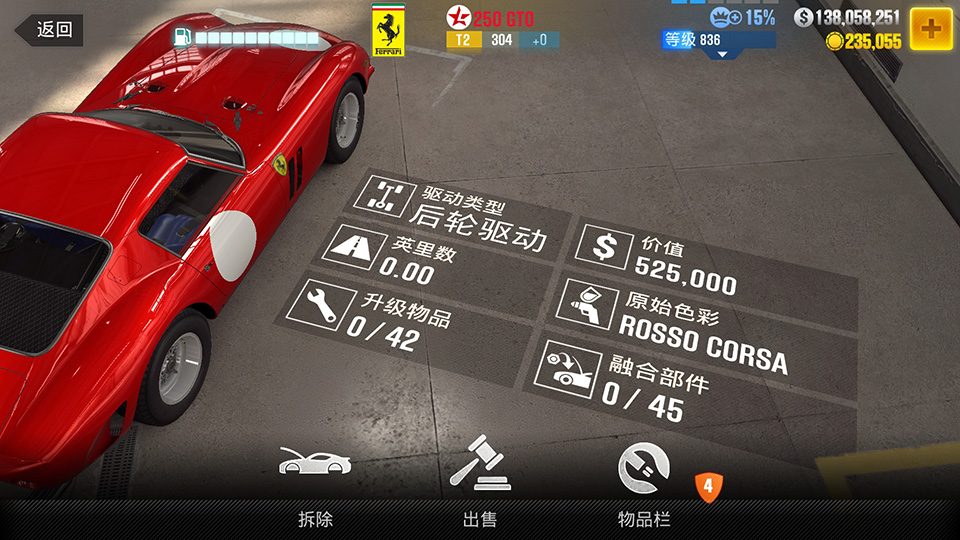 返回
Ferrari
250 GTO
T2 304 +0
15%
等级 836
138,058,251
235,055
驱动类型
后轮驱动
英里数
0.00
升级物品
0/42
价值
525,000
原始色彩
ROSSO CORSA
融合部件
0/45
拆除
出售
物品栏
4